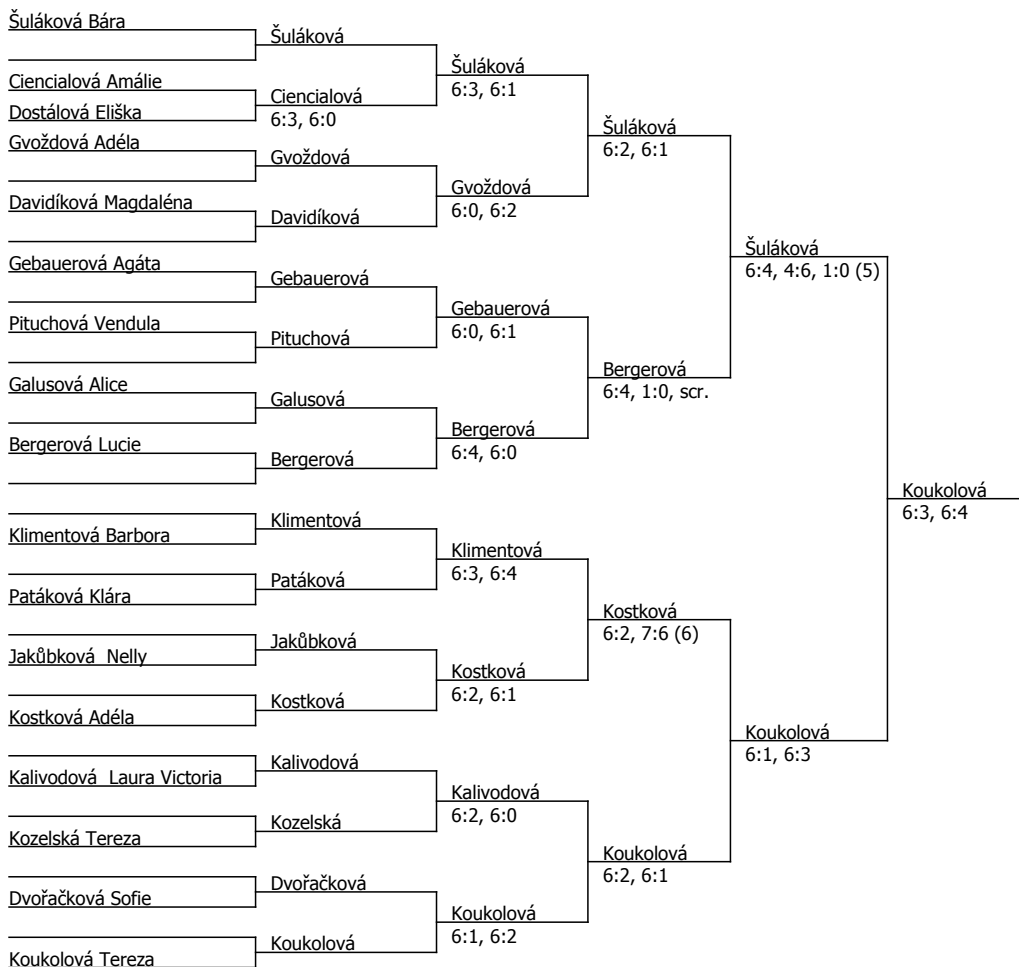 Šuláková Bára
Šuláková
Šuláková
6:3, 6:1
Ciencialová Amálie
Ciencialová
6:3, 6:0
Dostálová Eliška
Šuláková
6:2, 6:1
Gvoždová Adéla
Gvoždová
Gvoždová
6:0, 6:2
Davidíková Magdaléna
Davidíková
Šuláková
6:4, 4:6, 1:0 (5)
Gebauerová Agáta
Gebauerová
Gebauerová
6:0, 6:1
Pituchová Vendula
Pituchová
Bergerová
6:4, 1:0, scr.
Galusová Alice
Galusová
Bergerová
6:4, 6:0
Bergerová Lucie
Bergerová
Koukolová
6:3, 6:4
Klimentová
Klimentová Barbora
Klimentová
6:3, 6:4
Patáková
Patáková Klára
Kostková
6:2, 7:6 (6)
Jakůbková
Jakůbková  Nelly
Kostková
6:2, 6:1
Kostková
Kostková Adéla
Koukolová
6:1, 6:3
Kalivodová
Kalivodová  Laura Victoria
Kalivodová
6:2, 6:0
Kozelská
Kozelská Tereza
Koukolová
6:2, 6:1
Dvořačková
Dvořačková Sofie
Koukolová
6:1, 6:2
Koukolová
Koukolová Tereza